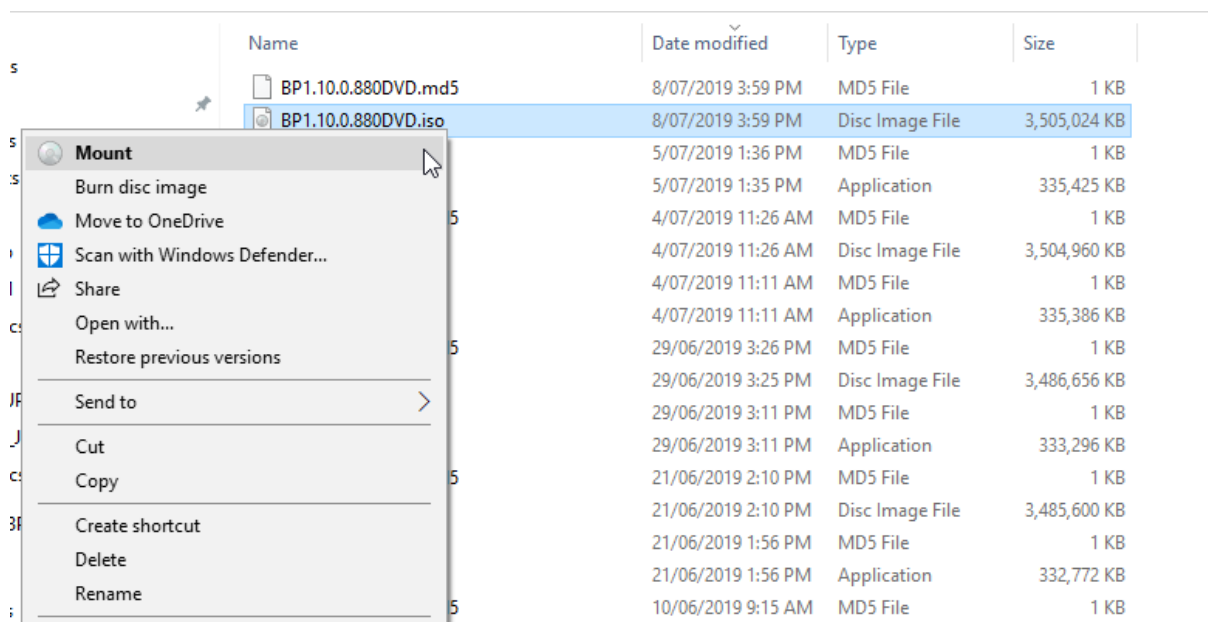 Name Date modified Type Size
BP1.10.0.880DVD.md5 8/07/2019 3:59 PM MD5 File 1 KB
BP1.10.0.880DVD.iso 8/07/2019 3:59 PM Disc Image File 3,505,024 KB
Mount 5/07/2019 1:36 PM MD5 File 1 KB
Burn disc image 5/07/2019 1:35 PM Application 335,425 KB
Move to OneDrive 5 4/07/2019 11:26 AM MD5 File 1 KB
Scan with Windows Defender... 4/07/2019 11:26 AM Disc Image File 3,504,960 KB
Share 4/07/2019 11:11 AM MD5 File 1 KB
Open with... 4/07/2019 11:11 AM Application 335,386 KB
Restore previous versions 5 29/06/2019 3:26 PM MD5 File 1 KB
29/06/2019 3:25 PM Disc Image File 3,486,656 KB
Send to 29/06/2019 3:11 PM MD5 File 1 KB
Cut 29/06/2019 3:11 PM Application 333,296 KB
Copy 5 21/06/2019 2:10 PM MD5 File 1 KB
21/06/2019 2:10 PM Disc Image File 3,485,600 KB
Create shortcut 21/06/2019 1:56 PM MD5 File 1 KB
Delete 21/06/2019 1:56 PM Application 332,772 KB
Rename 5 10/06/2019 9:15 AM MD5 File 1 KB